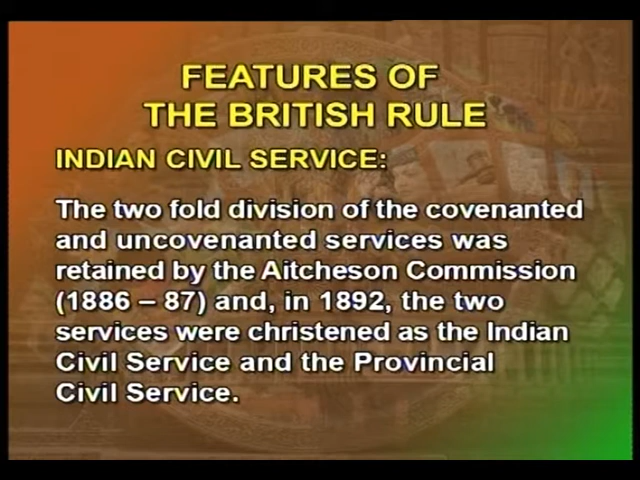 FEATURES OF
THE BRITISH RULE
INDIAN CIVIL SERVICE:
The two fold division of the covenanted
and uncovenanted services was
retained by the Aitcheson Commission
(1886 – 87) and, in 1892, the two
services were christened as the Indian
Civil Service and the Provincial
Civil Service.